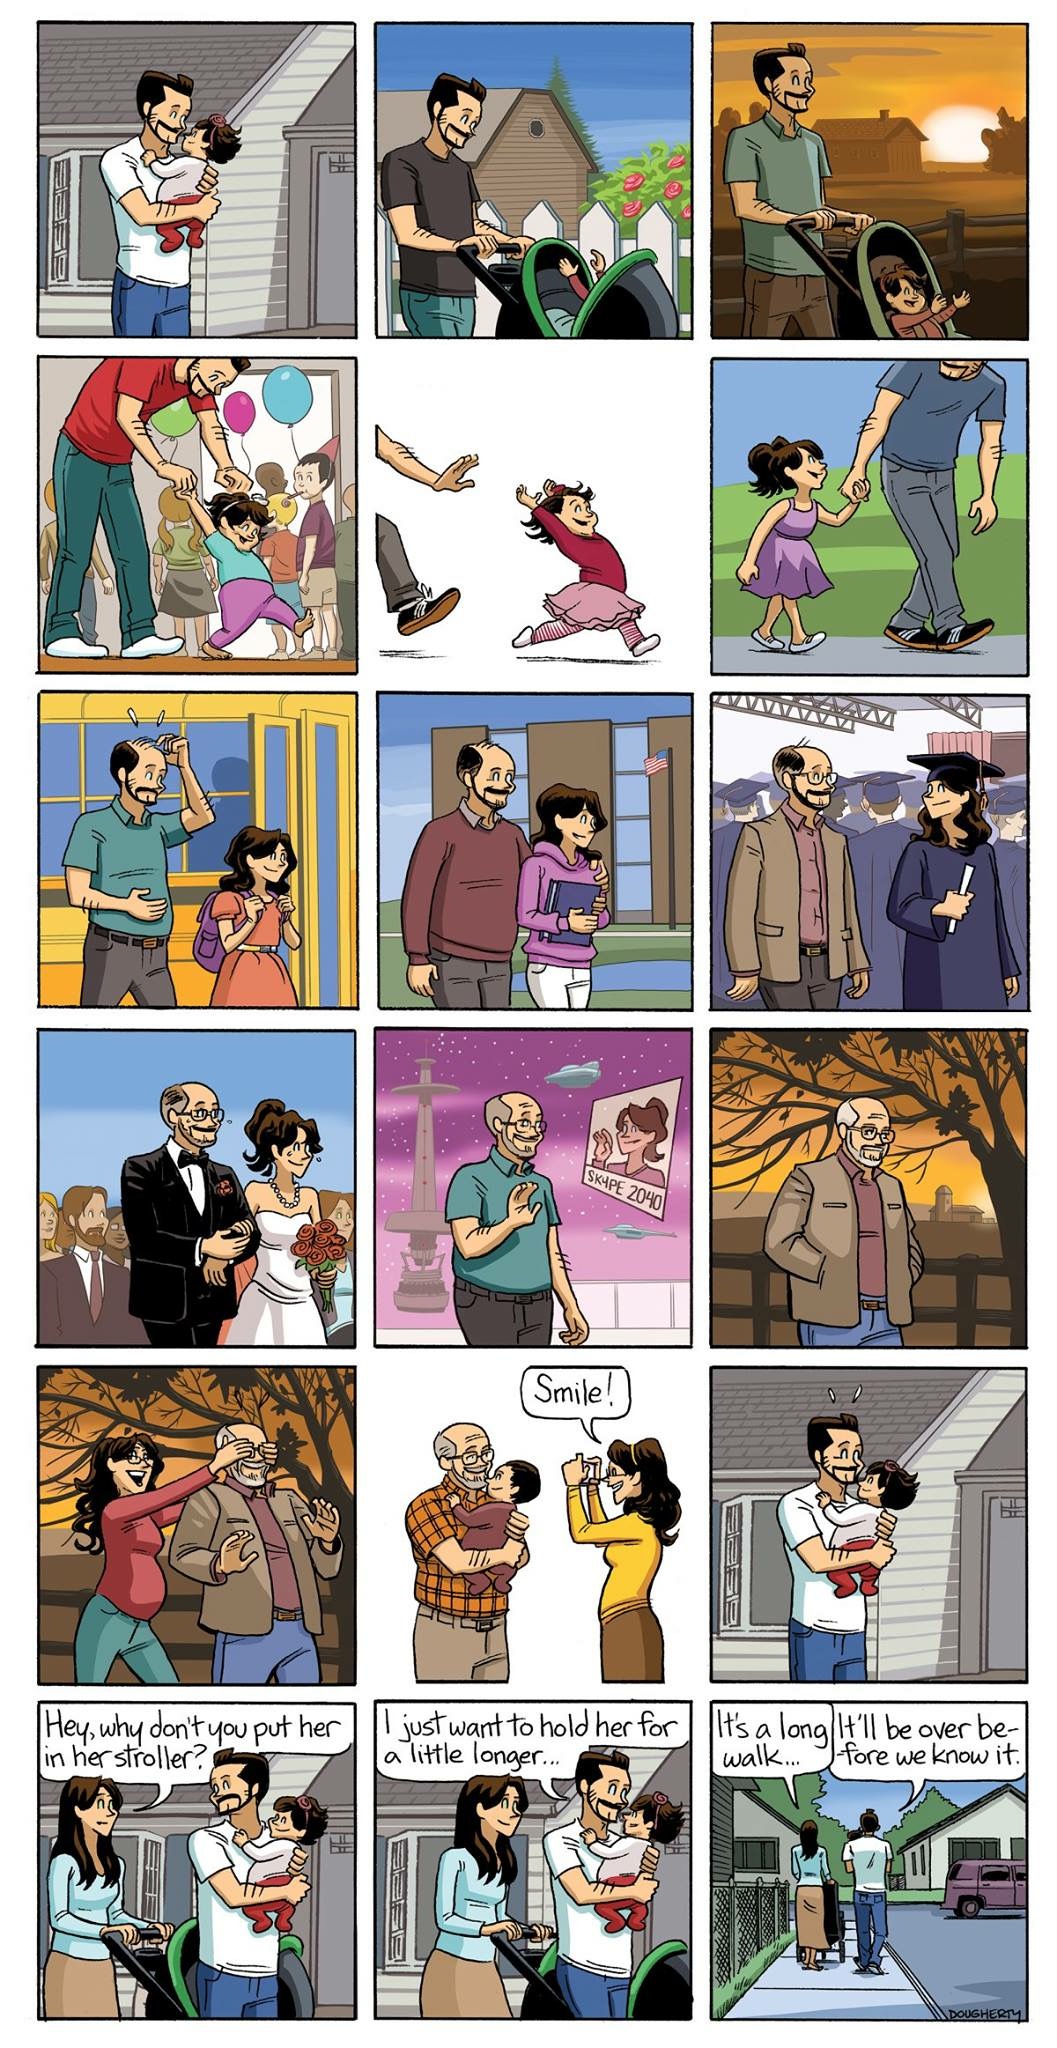 SK4PE 2040
Smile!
Hey, why don't you put her
in her stroller?
I just want to hold her for
a little longer...
It's a long
walk...
It'll be over be-
-fore we know it.
DOUGHERTY